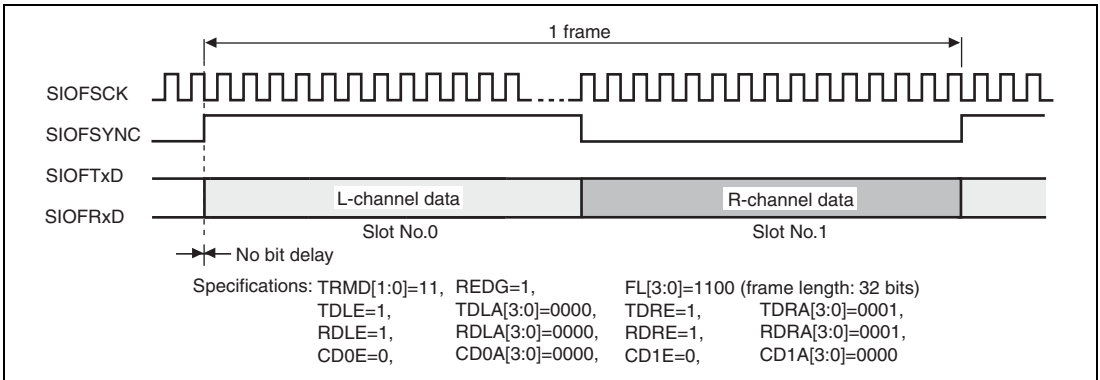 1 frame
SIOFSCK
SIOFSYNC
SIOFTxD
L-channel data R-channel data
SIOFRxD
Slot No.0 Slot No.1
No bit delay
Specifications: TRMD[1:0]=11, REDG=1, FL[3:0]=1100 (frame length: 32 bits)
TDLE=1, TDLA[3:0]=0000, TDRE=1, TDRA[3:0]=0001,
RDLE=1, RDLA[3:0]=0000, RDRE=1, RDRA[3:0]=0001,
CD0E=0, CD0A[3:0]=0000, CD1E=0, CD1A[3:0]=0000